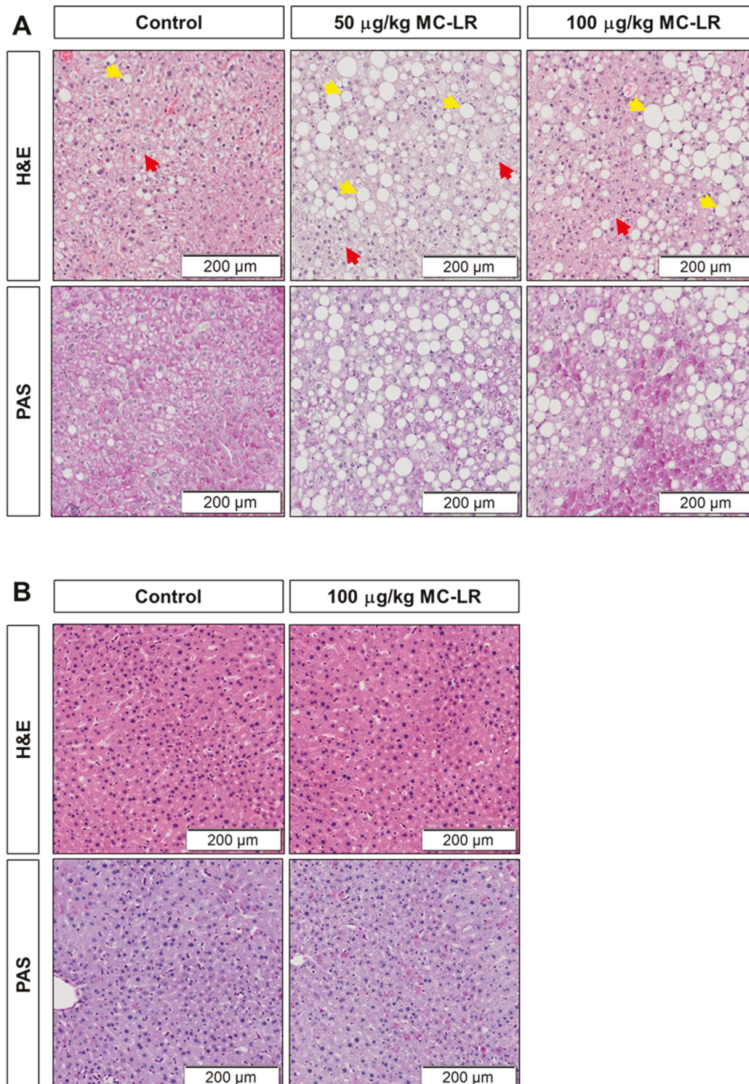 A
Control
50 μg/kg MC-LR
100 μg/kg MC-LR
H&E
200 μm
200 μm
200 μm
PAS
200 μm
200 μm
200 μm
B
Control
100 μg/kg MC-LR
H&E
200 μm
200 μm
PAS
200 μm
200 μm